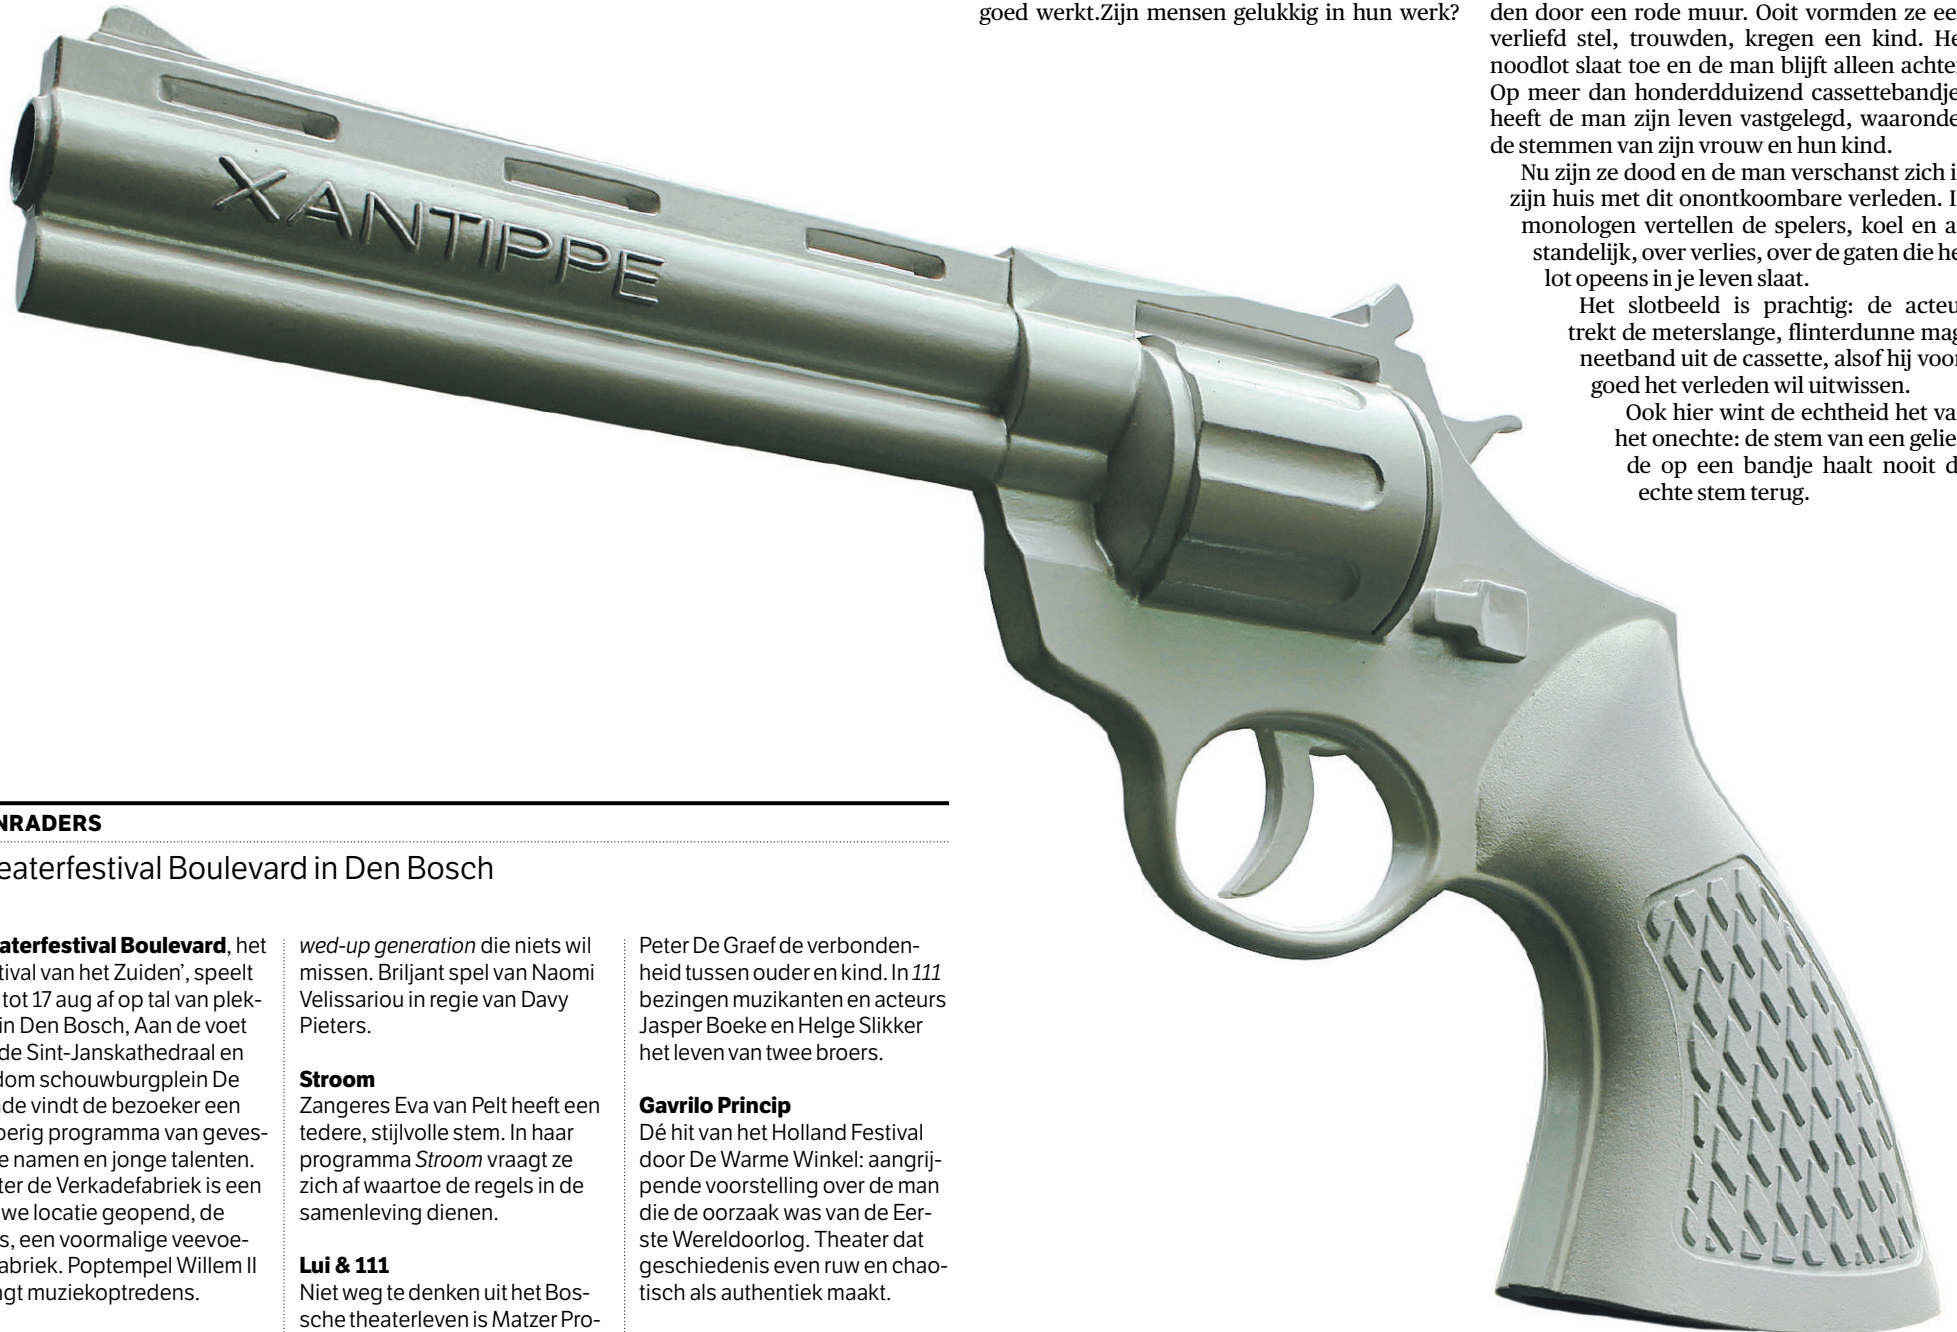 goed werkt.Zijn mensen gelukkig in hun werk?
den door een rode muur. Ooit vormden ze ee
verliefd stel, trouwden, kregen een kind. He
noodlot slaat toe en de man blijft alleen achte
Op meer dan honderdduizend cassettebandje
heeft de man zijn leven vastgelegd, waaronde
de stemmen van zijn vrouw en hun kind.
Nu zijn ze dood en de man verschanst zich i
zijn huis met dit onontkoombare verleden. I
monologen vertellen de spelers, koel en a
standelijk, over verlies, over de gaten die he
lot opeens in je leven slaat.
Het slotbeeld is prachtig: de acteu
trekt de meterslange, flinterdunne mag
neetband uit de cassette, alsof hij voor
goed het verleden wil uitwissen.
Ook hier wint de echtheid het va
het onechte: de stem van een gelie
de op een bandje haalt nooit d
echte stem terug.
XANTIPPE
NRADERS
eaterfestival Boulevard in Den Bosch
aterfestival Boulevard, het
tival van het Zuiden’, speelt
tot 17 aug af op tal van plek-
in Den Bosch, Aan de voet
de Sint-Janskathedraal en
dom schouwburgplein De
de vindt de bezoeker een
oerig programma van geves-
e namen en jonge talenten.
ter de Verkadefabriek is een
we locatie geopend, de
s, een voormalige veevoe-
abriek. Poptempel Willem II
ngt muziekoptredens.
wed-up generation die niets wil
missen. Briljant spel van Naomi
Velissariou in regie van Davy
Pieters.
Stroom
Zangeres Eva van Pelt heeft een
tedere, stijlvolle stem. In haar
programma Stroom vraagt ze
zich af waartoe de regels in de
samenleving dienen.
Lui & 111
Niet weg te denken uit het Bos-
sche theaterleven is Matzer Pro-
Peter De Graef de verbonden-
heid tussen ouder en kind. In 111
bezingen muzikanten en acteurs
Jasper Boeke en Helge Slikker
het leven van twee broers.
Gavrilo Princip
Dé hit van het Holland Festival
door De Warme Winkel: aangrij-
pende voorstelling over de man
die de oorzaak was van de Eer-
ste Wereldoorlog. Theater dat
geschiedenis even ruw en chao-
tisch als authentiek maakt.